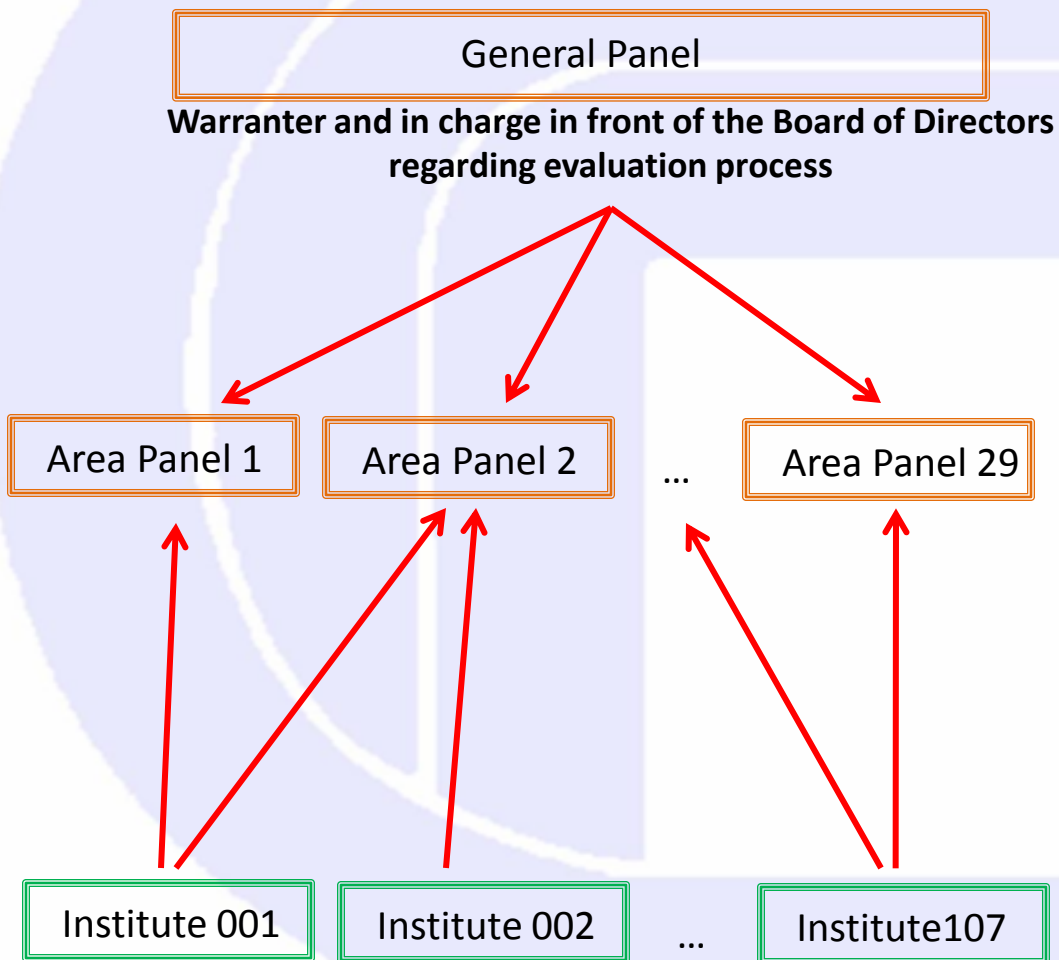 General Panel
Warranter and in charge in front of the Board of Directors
regarding evaluation process
Area Panel 1
Area Panel 2
...
Area Panel 29
Institute 001
Institute 002
...
Institute107